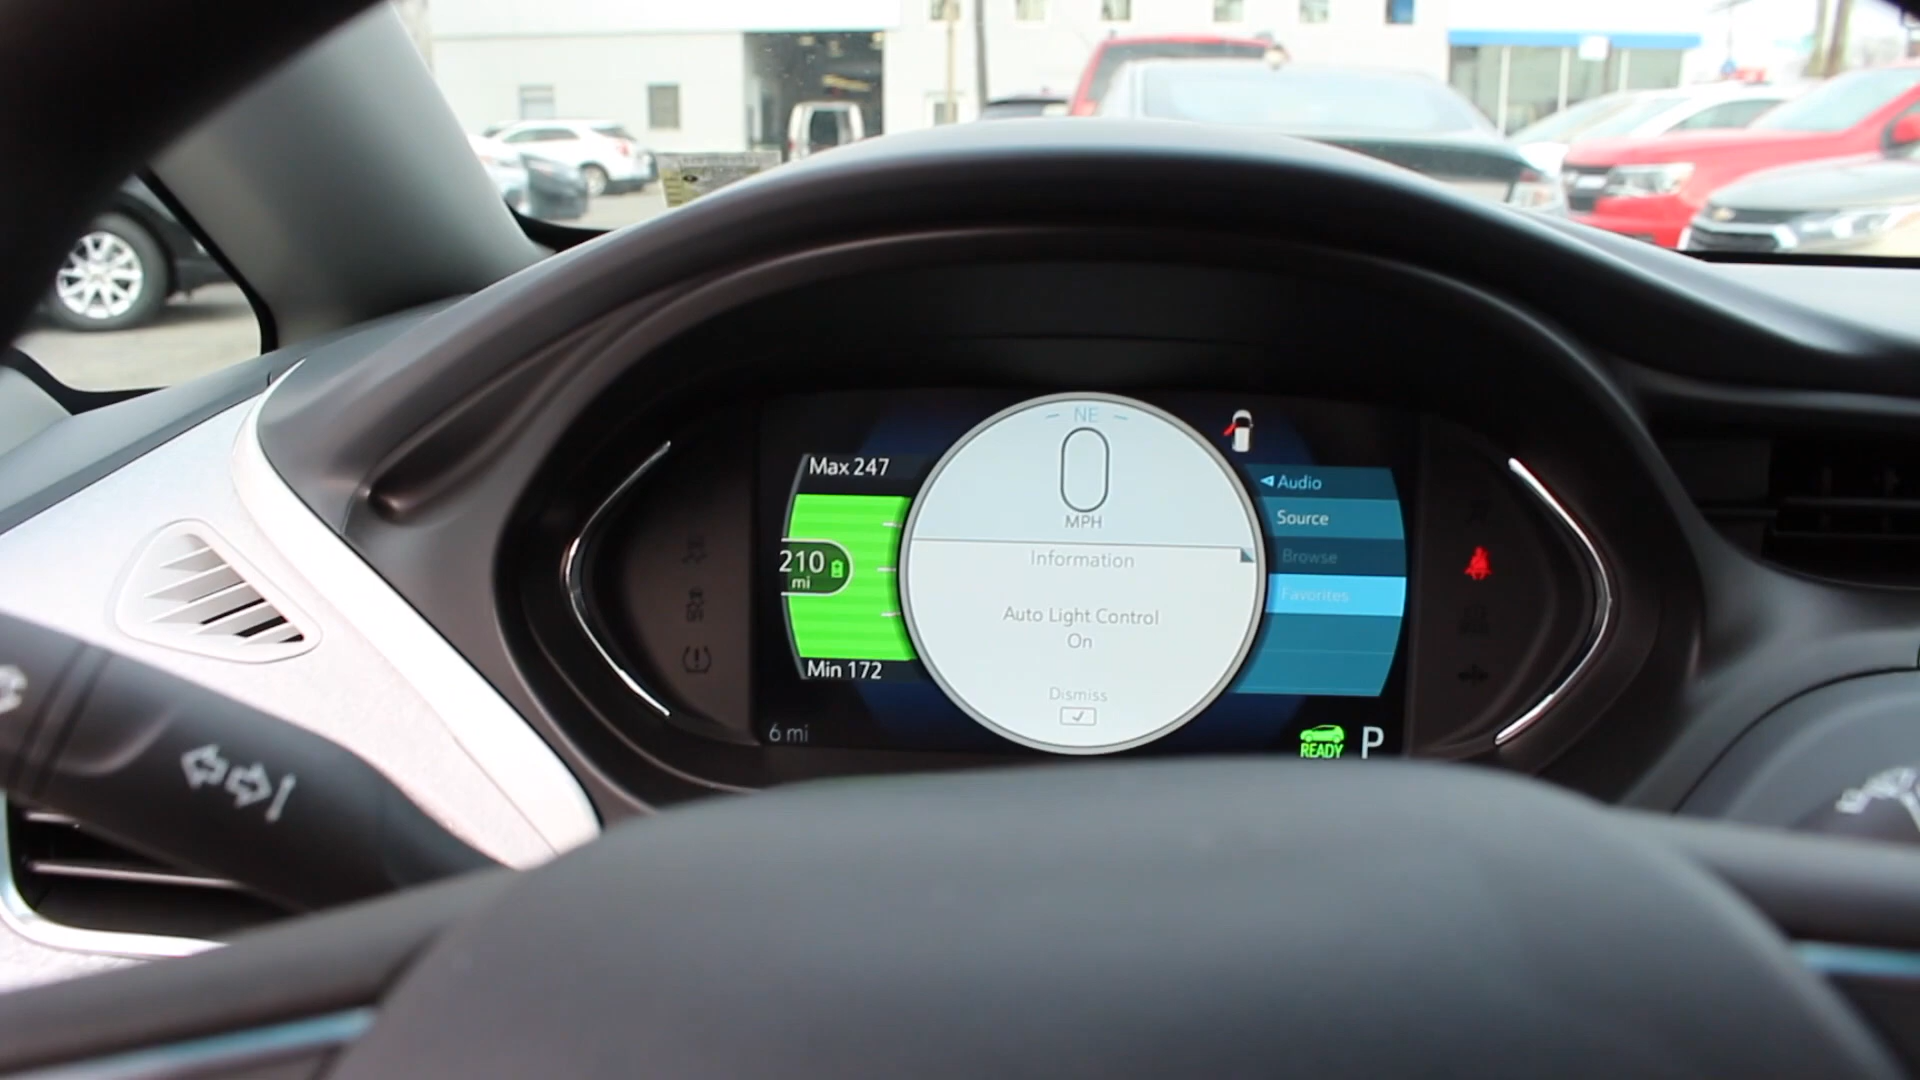 NE
0
MPH
Information
Auto Light Control
On
Dismiss
Max 247
210
mi
Min 172
6 mi
Audio
Source
Browse
Favorites
READY
P